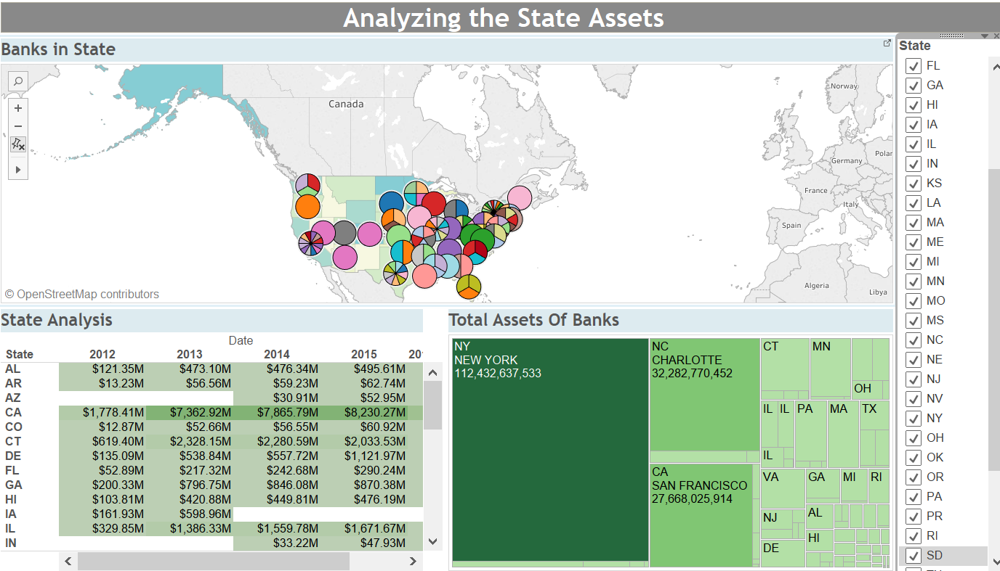 Analyzing the State Assets
Banks in State
Canada
Norway
Germany
Polar
France
Italy
Spain
Algeria
Libya
© OpenStreetMap contributors
State Analysis
Date
State 2012 2013 2014 2015 20
AL $121.35M $473.10M $476.34M $495.61M
AR $13.23M $56.56M $59.23M $62.74M
AZ $30.91M $52.95M
CA $1,778.41M $7,362.92M $7,865.79M $8,230.27M
CO $12.87M $52.66M $56.55M $60.92M
CT $619.40M $2,328.15M $2,280.59M $2,033.53M
DE $135.09M $538.84M $557.72M $1,121.97M
FL $52.89M $217.32M $242.68M $290.24M
GA $200.33M $796.75M $846.08M $870.38M
HI $103.81M $420.88M $449.81M $476.19M
IA $161.93M $598.96M
IL $329.85M $1,386.33M $1,559.78M $1,671.67M
IN $33.22M $47.93M
Total Assets Of Banks
NY
NEW YORK
112,432,637,533
NC
CHARLOTTE
32,282,770,452
CA
SAN FRANCISCO
27,668,025,914
CT
MN
OH
IL
IL
PA
MA
TX
IL
VA
GA
MI
RI
NJ
AL
HI
DE
State
FL
GA
HI
IA
IL
IN
KS
LA
MA
ME
MI
MN
MO
MS
NC
NE
NJ
NV
NY
OH
OK
OR
PA
PR
RI
SD